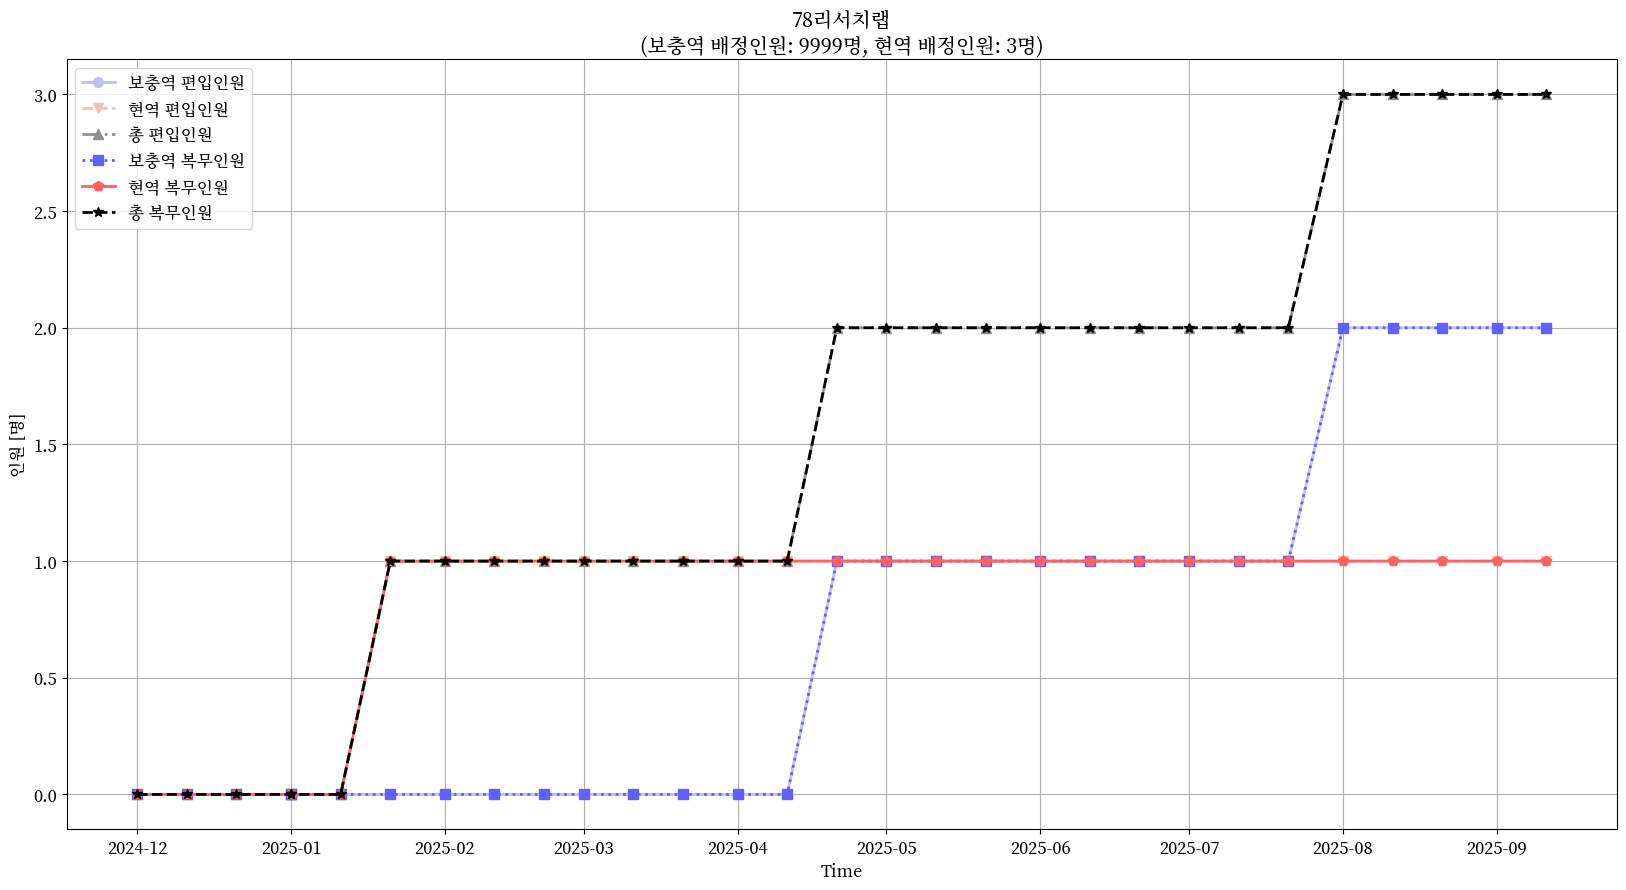 78리서치랩
(보충역 배정인원: 9999명, 현역 배정인원: 3명)
보충역 편입인원
현역 편입인원
총 편입인원
보충역 복무인원
현역 복무인원
총 복무인원
3.0
2.5
2.0
1.5
1.0
0.5
0.0
인원 [명]
2024-12
2025-01
2025-02
2025-03
2025-04
2025-05
2025-06
2025-07
2025-08
2025-09
Time